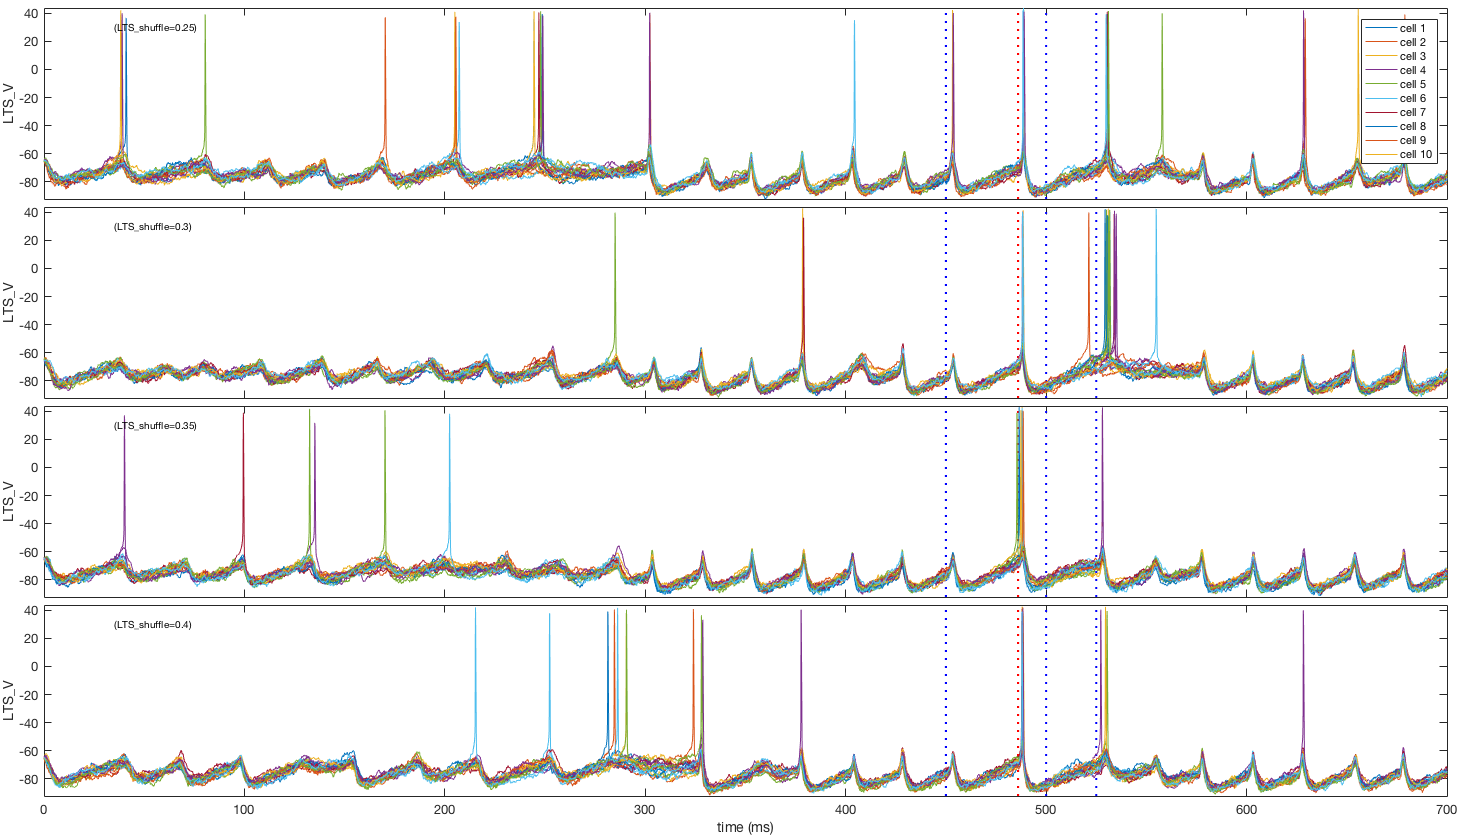 40
20
0
-20
-40
-60
-80
LTS_V
(LTS_shuffle=0.25)
cell 1
cell 2
cell 3
cell 4
cell 5
cell 6
cell 7
cell 8
cell 9
cell 10
40
20
0
-20
-40
-60
-80
LTS_V
(LTS_shuffle=0.3)
40
20
0
-20
-40
-60
-80
LTS_V
(LTS_shuffle=0.35)
40
20
0
-20
-40
-60
-80
LTS_V
(LTS_shuffle=0.4)
0 100 200 300 400 500 600 700
time (ms)